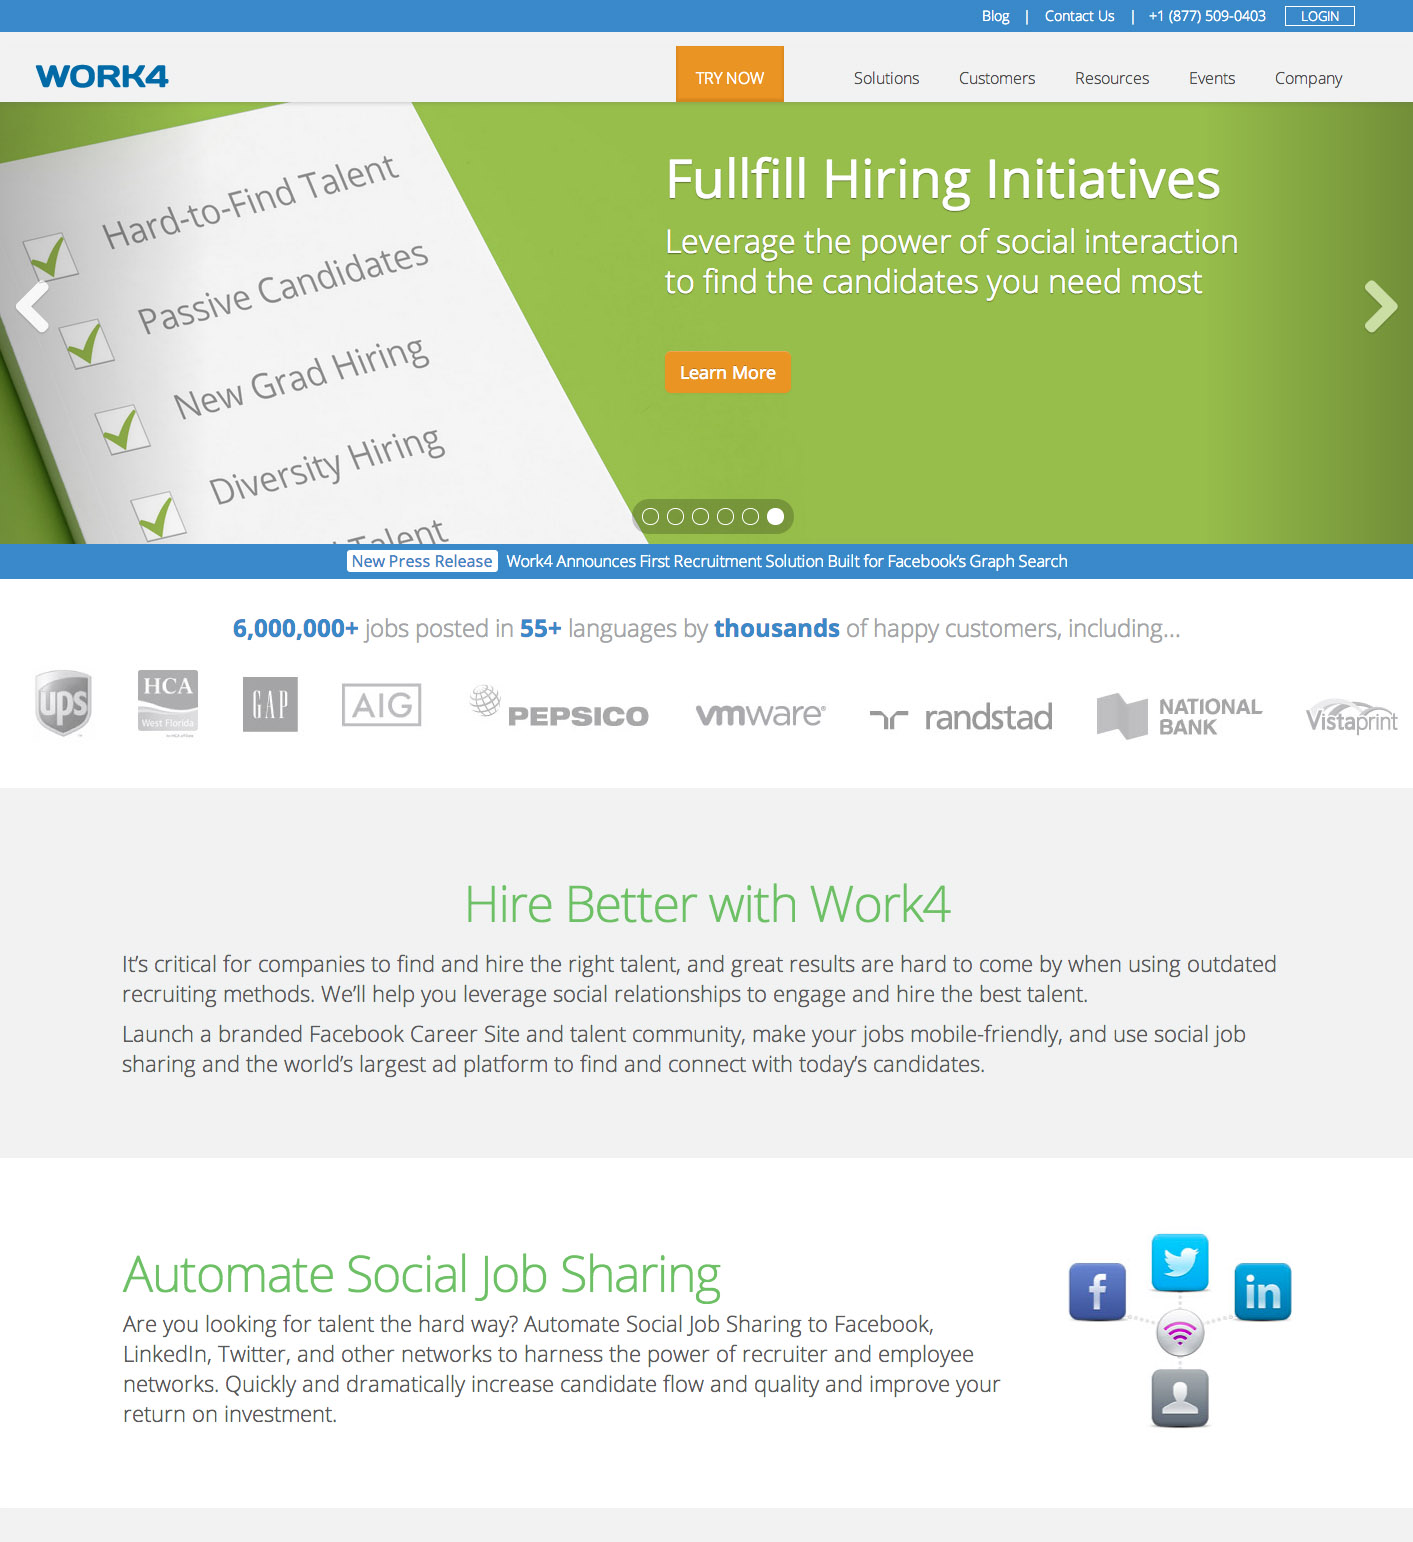 Blog | Contact Us | +1 (877) 509-0403 LOGIN
WORK4
TRY NOW
Solutions Customers Resources Events Company
Hard-to-Find Talent
Passive Candidates
New Grad Hiring
Diversity Hiring
Talent
Fullfill Hiring Initiatives
Leverage the power of social interaction
to find the candidates you need most
Learn More
New Press Release Work4 Announces First Recruitment Solution Built for Facebook's Graph Search
6,000,000+ jobs posted in 55+ languages by thousands of happy customers, including...
ups
HCA
West Florida
GAP
AIG
PEPSICO
vmware®
randstad
NATIONAL
BANK
Vistaprint
Hire Better with Work4
It's critical for companies to find and hire the right talent, and great results are hard to come by when using outdated
recruiting methods. We'll help you leverage social relationships to engage and hire the best talent.
Launch a branded Facebook Career Site and talent community, make your jobs mobile-friendly, and use social job
sharing and the world's largest ad platform to find and connect with today's candidates.
Automate Social Job Sharing
Are you looking for talent the hard way? Automate Social Job Sharing to Facebook,
LinkedIn, Twitter, and other networks to harness the power of recruiter and employee
networks. Quickly and dramatically increase candidate flow and quality and improve your
return on investment.
f
in